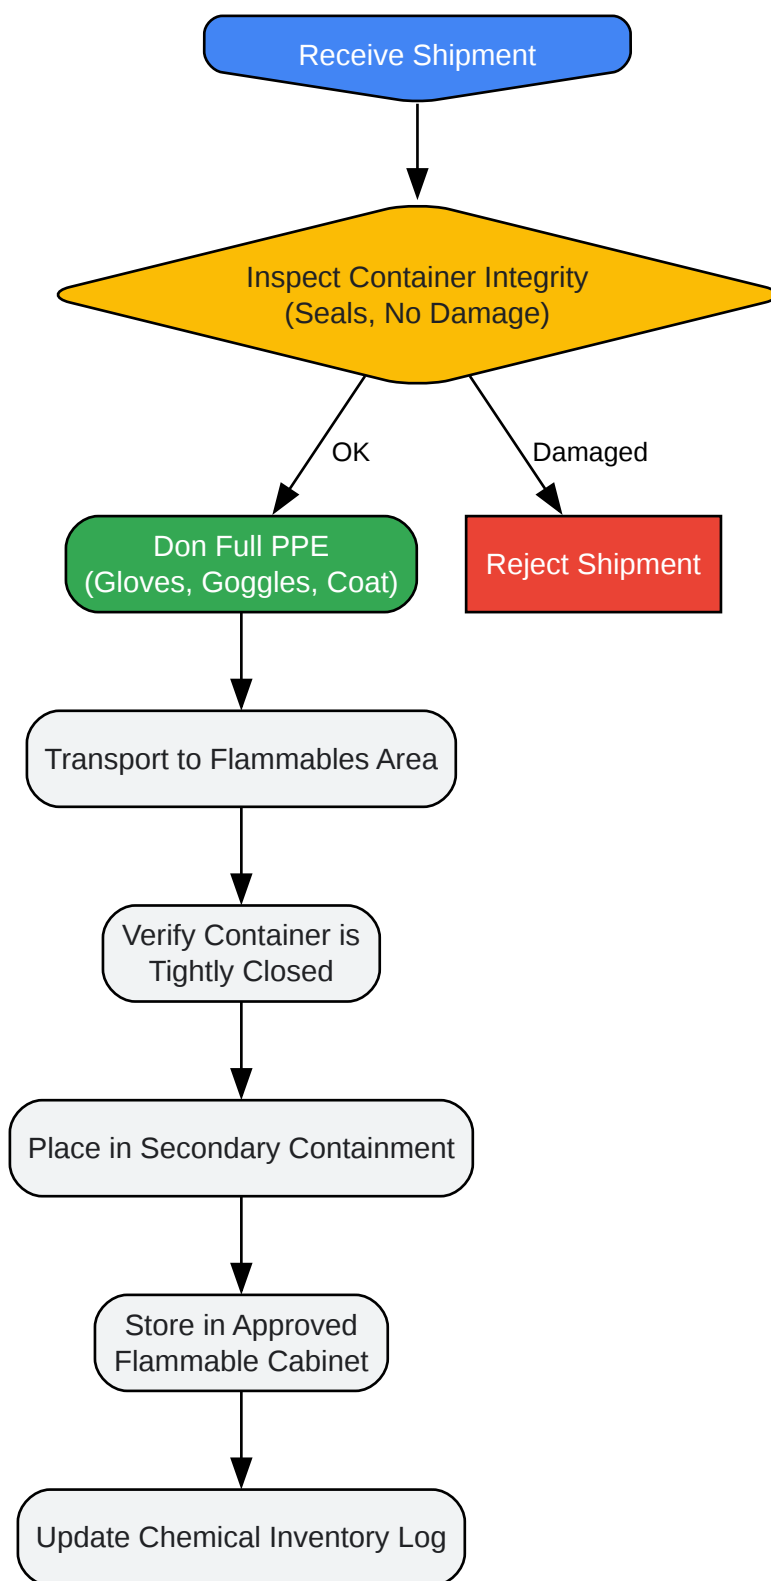 Receive Shipment
Inspect Container Integrity
(Seals, No Damage)
OK
Damaged
Don Full PPE
(Gloves, Goggles, Coat)
Reject Shipment
Transport to Flammables Area
Verify Container is
Tightly Closed
Place in Secondary Containment
Store in Approved
Flammable Cabinet
Update Chemical Inventory Log